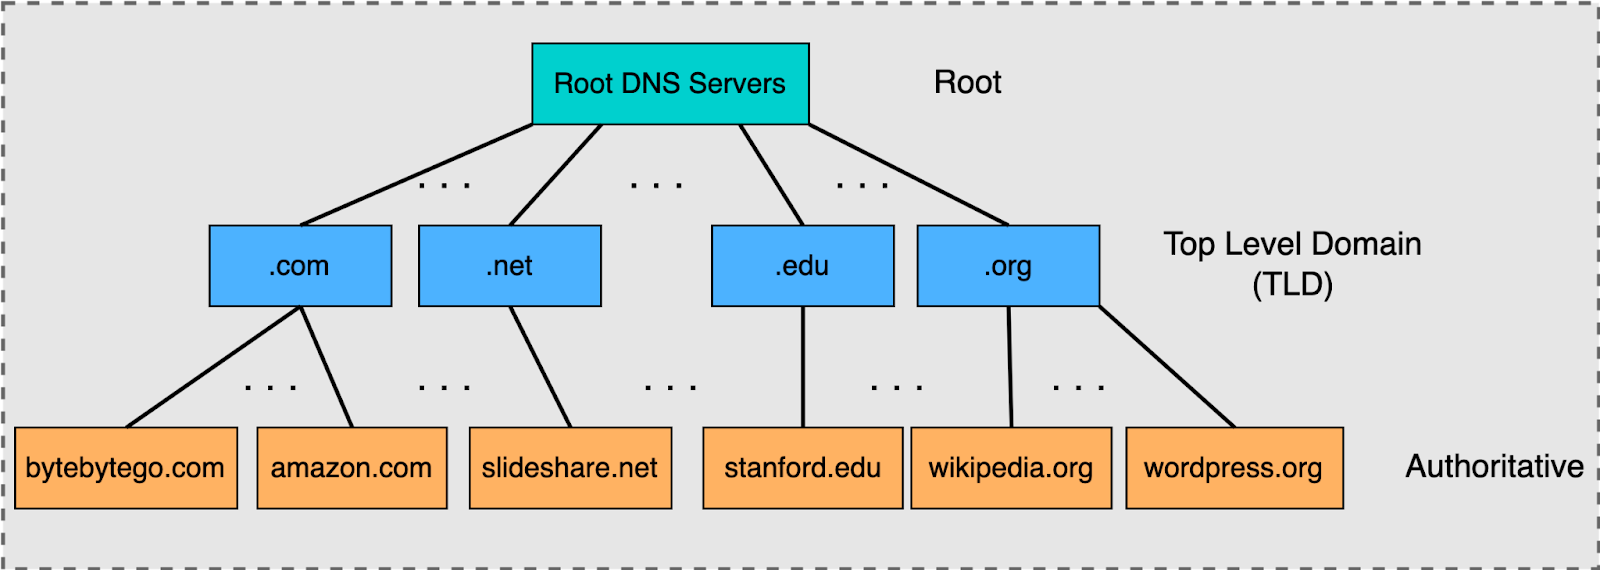 Root DNS Servers
Root
. . .
. . .
. . .
.com
.net
.edu
.org
Top Level Domain
(TLD)
. . .
. . .
. . .
. . .
. . .
bytebytego.com
amazon.com
slideshare.net
stanford.edu
wikipedia.org
wordpress.org
Authoritative